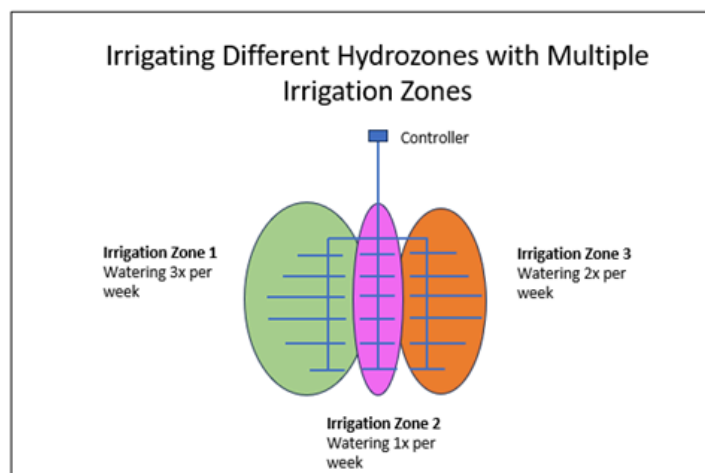 Irrigating Different Hydrozones with Multiple
Irrigation Zones
Controller
Irrigation Zone 1
Watering 3x per
week
Irrigation Zone 3
Watering 2x per
week
Irrigation Zone 2
Watering 1x per
week